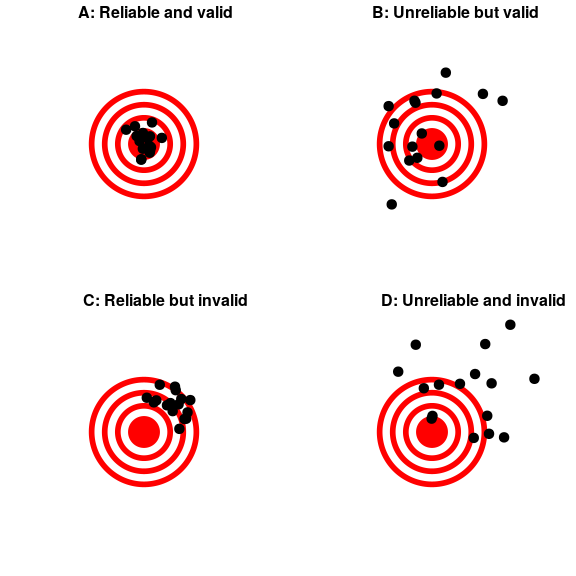 A: Reliable and valid
B: Unreliable but valid
C: Reliable but invalid
D: Unreliable and invalid